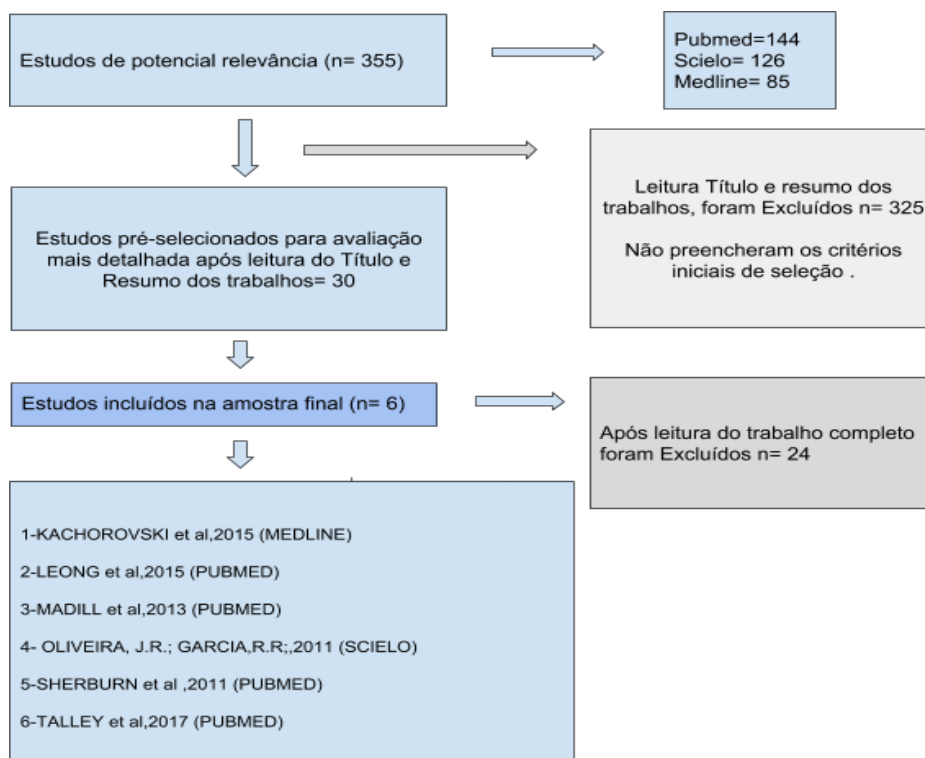 Estudos de potencial relevância (n= 355)
Pubmed=144
Scielo= 126
Medline= 85
Leitura Título e resumo dos
trabalhos, foram Excluídos n= 325
Não preencheram os critérios
iniciais de seleção .
Estudos pré-selecionados para avaliação
mais detalhada após leitura do Título e
Resumo dos trabalhos= 30
Estudos incluídos na amostra final (n= 6)
Após leitura do trabalho completo
foram Excluídos n= 24
1-KACHOROVSKI et al,2015 (MEDLINE)
2-LEONG et al,2015 (PUBMED)
3-MADILL et al,2013 (PUBMED)
4- OLIVEIRA, J.R.; GARCIA,R.R;,2011 (SCIELO)
5-SHERBURN et al ,2011 (PUBMED)
6-TALLEY et al,2017 (PUBMED)